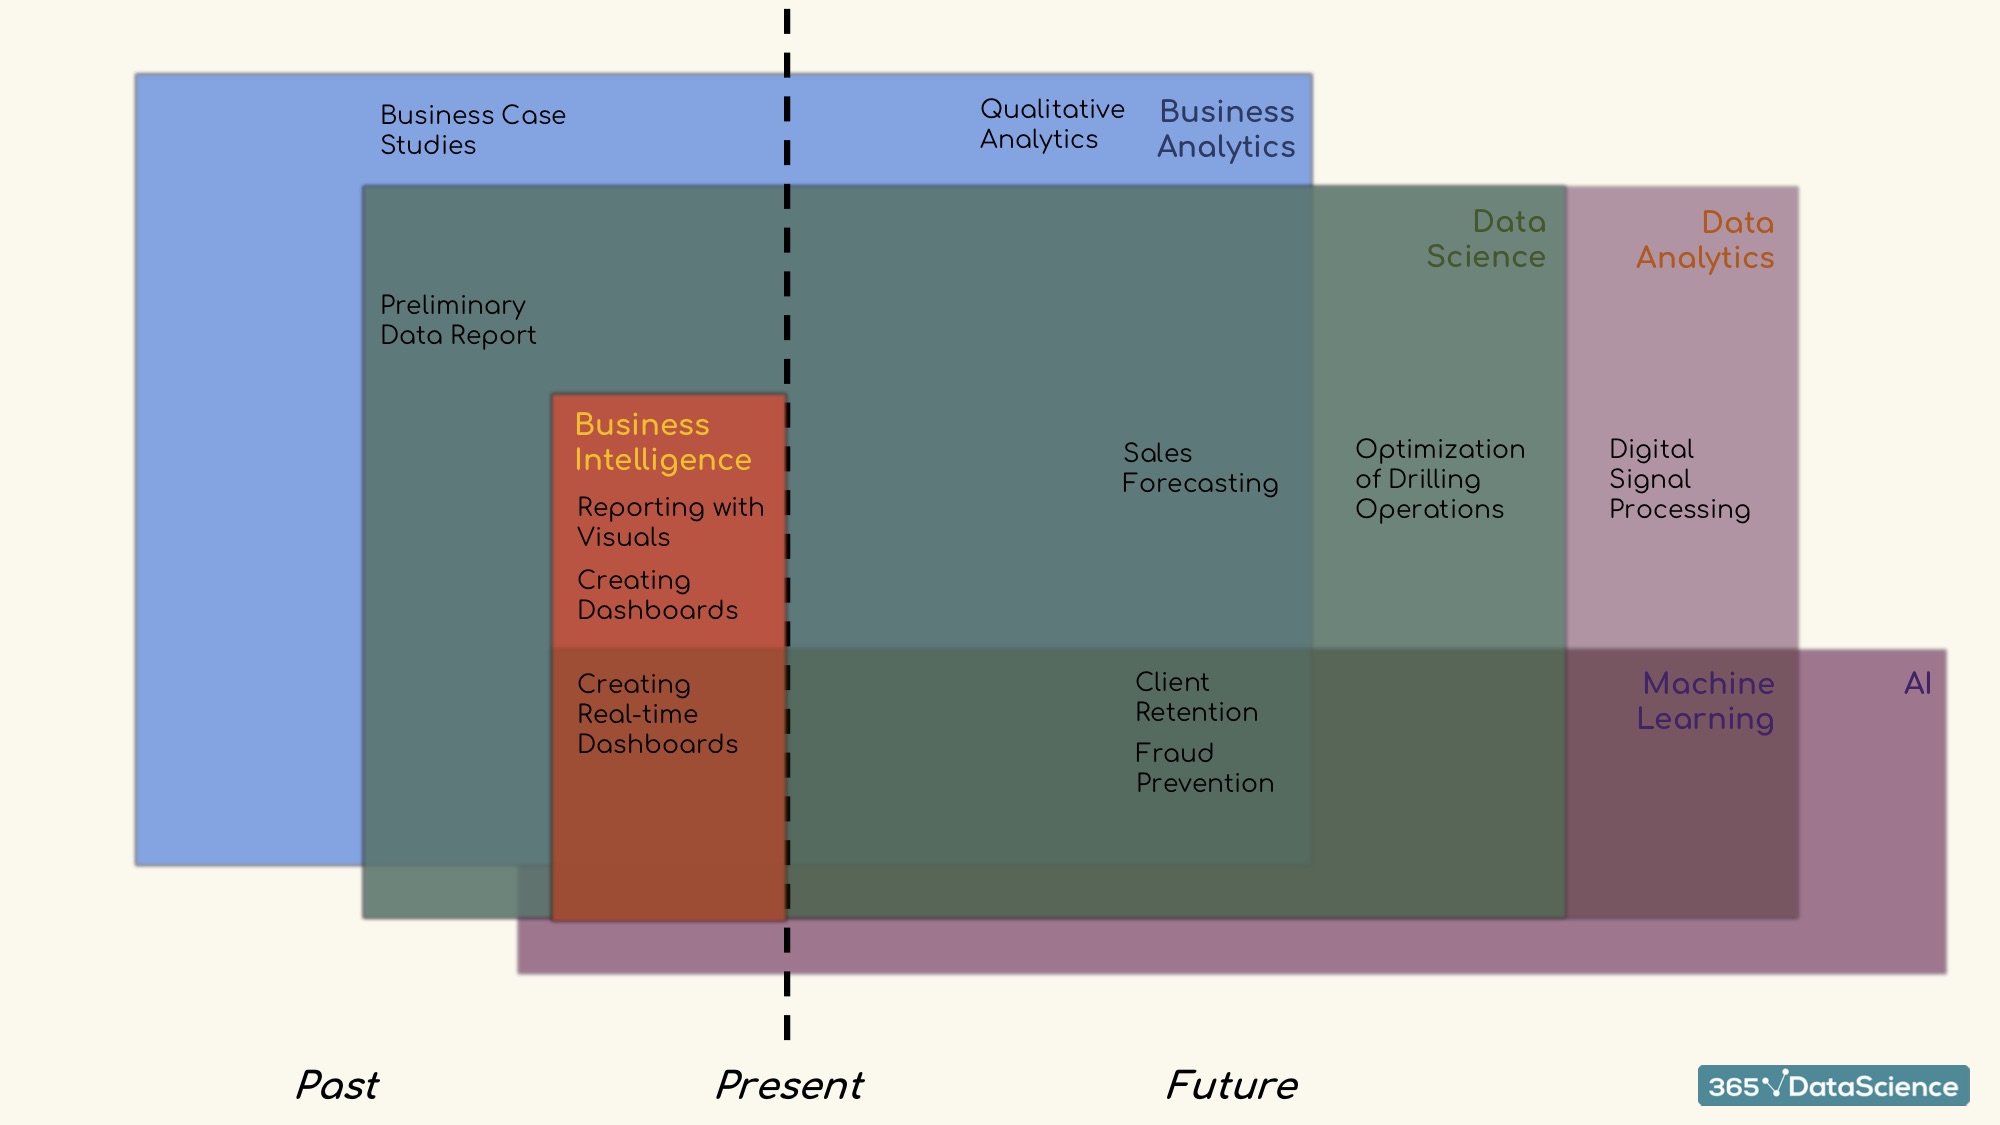 Business Case
Studies
Qualitative
Analytics
Business
Analytics
Data
Science
Data
Analytics
Preliminary
Data Report
Business
Intelligence
Reporting with
Visuals
Creating
Dashboards
Sales
Forecasting
Optimization
of Drilling
Operations
Digital
Signal
Processing
Creating
Real-time
Dashboards
Client
Retention
Fraud
Prevention
Machine
Learning
AI
Past
Present
Future
365 DataScience